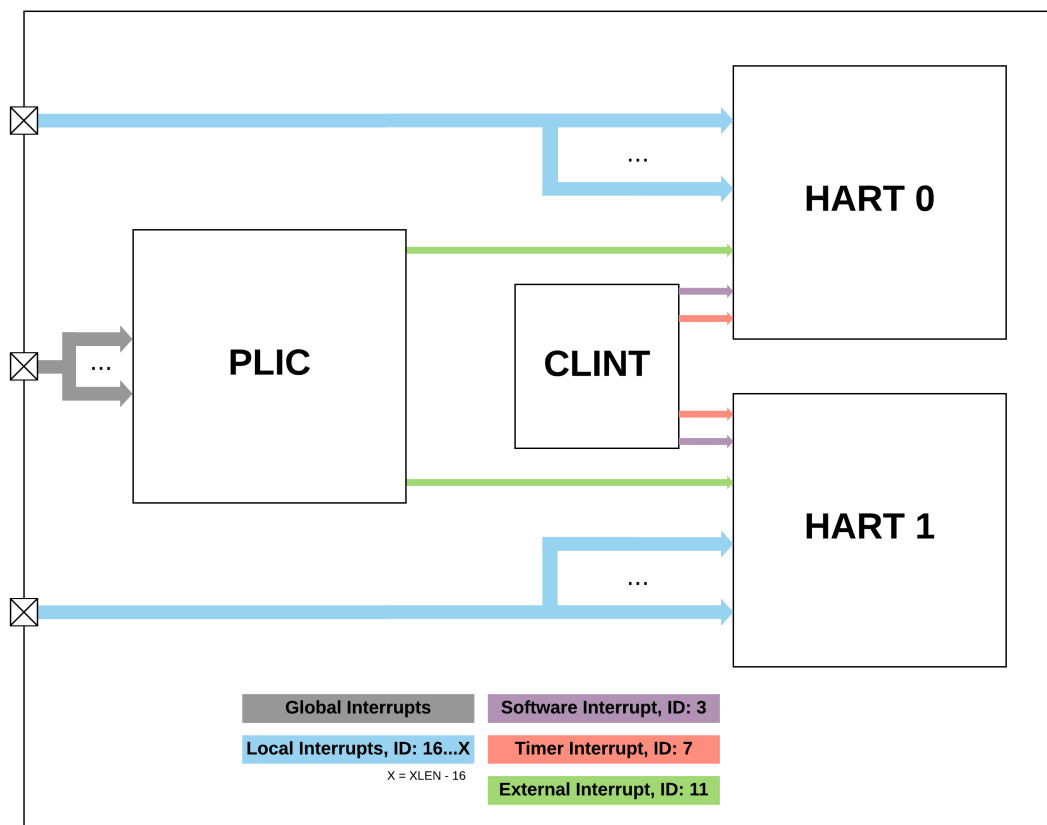 ...
HART 0
PLIC
CLINT
...
HART 1
...
Global Interrupts
Software Interrupt, ID: 3
Local Interrupts, ID: 16...X
Timer Interrupt, ID: 7
X = XLEN - 16
External Interrupt, ID: 11